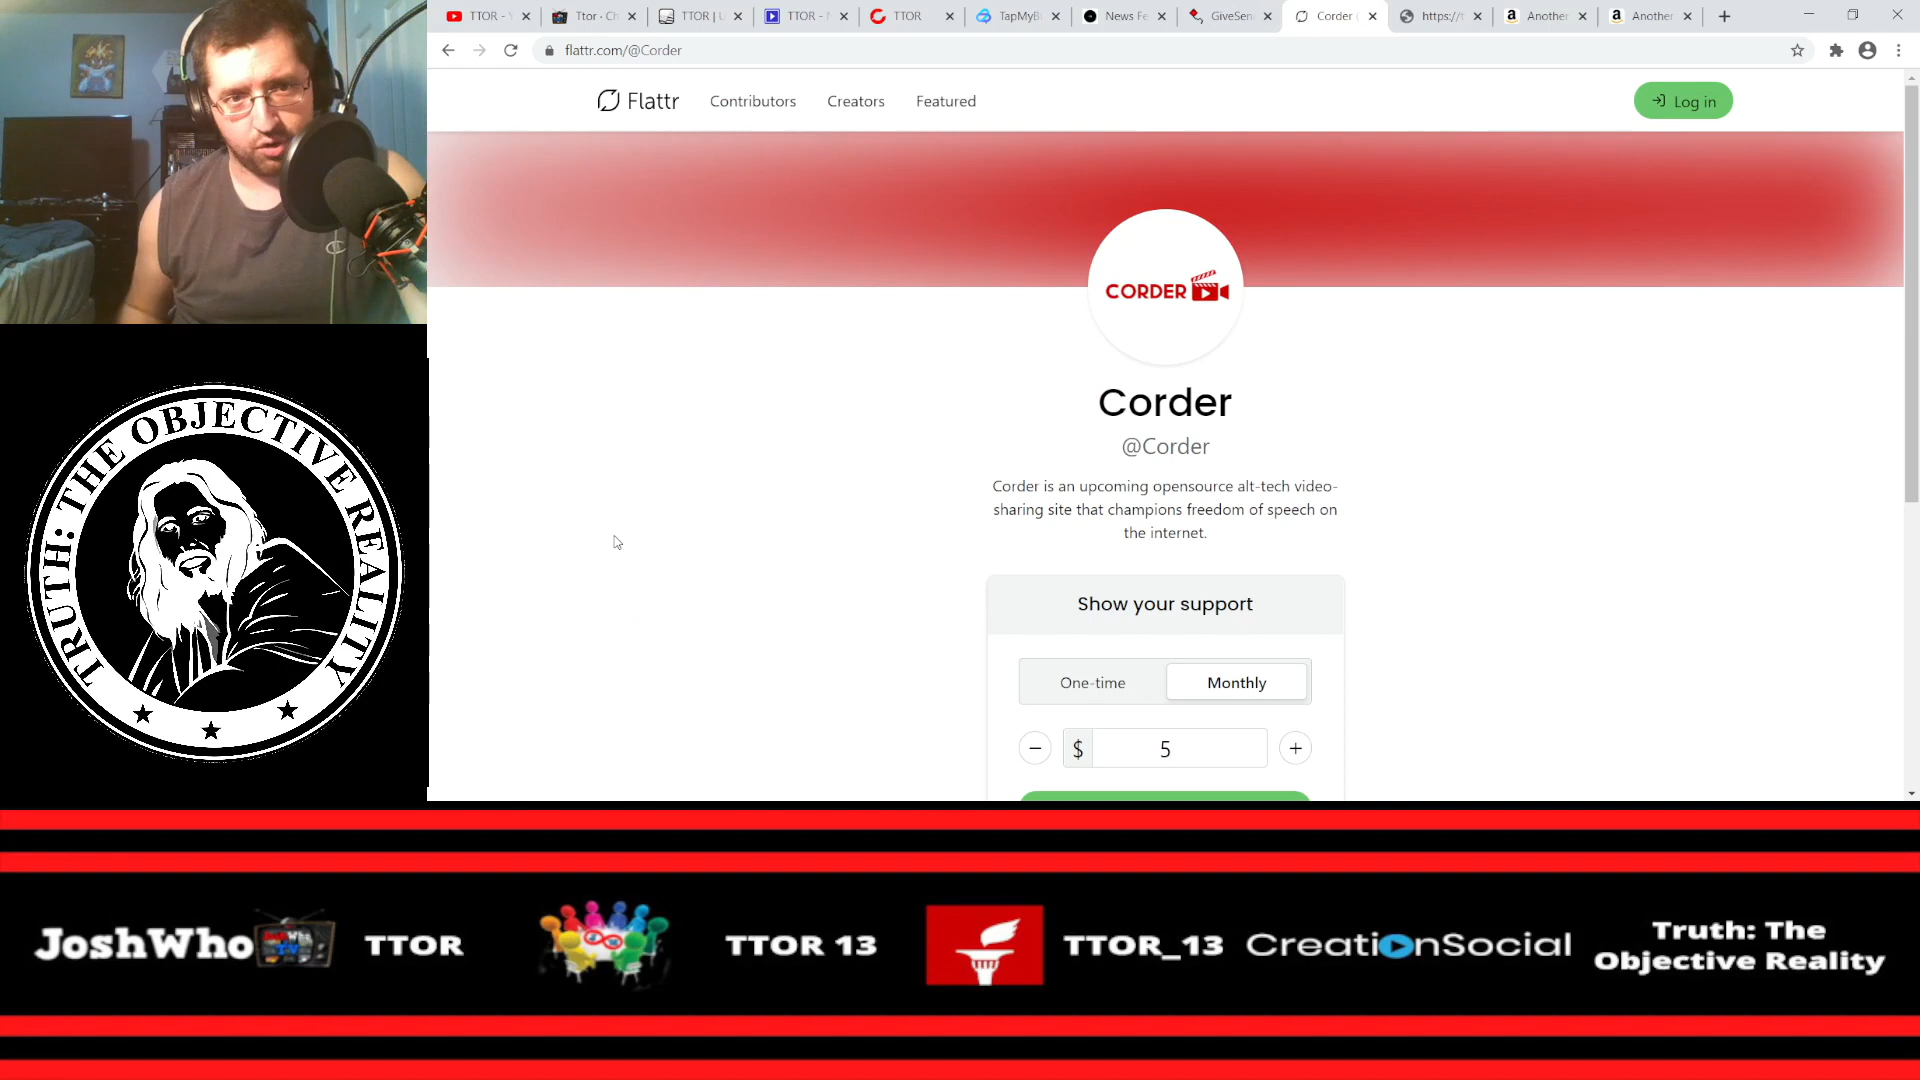 TTOR - Y
Ttor - Ch
TTOR | U
TTOR - M
TTOR
TapMyBi
News Fe
GiveSen
Corder
https://t
Another
Another
flattr.com/@Corder
Flattr
Contributors
Creators
Featured
Log in
CORDER
Corder
@Corder
Corder is an upcoming opensource alt-tech video-
sharing site that champions freedom of speech on
the internet.
Show your support
One-time
Monthly
$
5
TRUTH: THE OBJECTIVE REALITY
JoshWho
TTOR
TTOR 13
TTOR_13
CreationSocial
Truth: The
Objective Reality